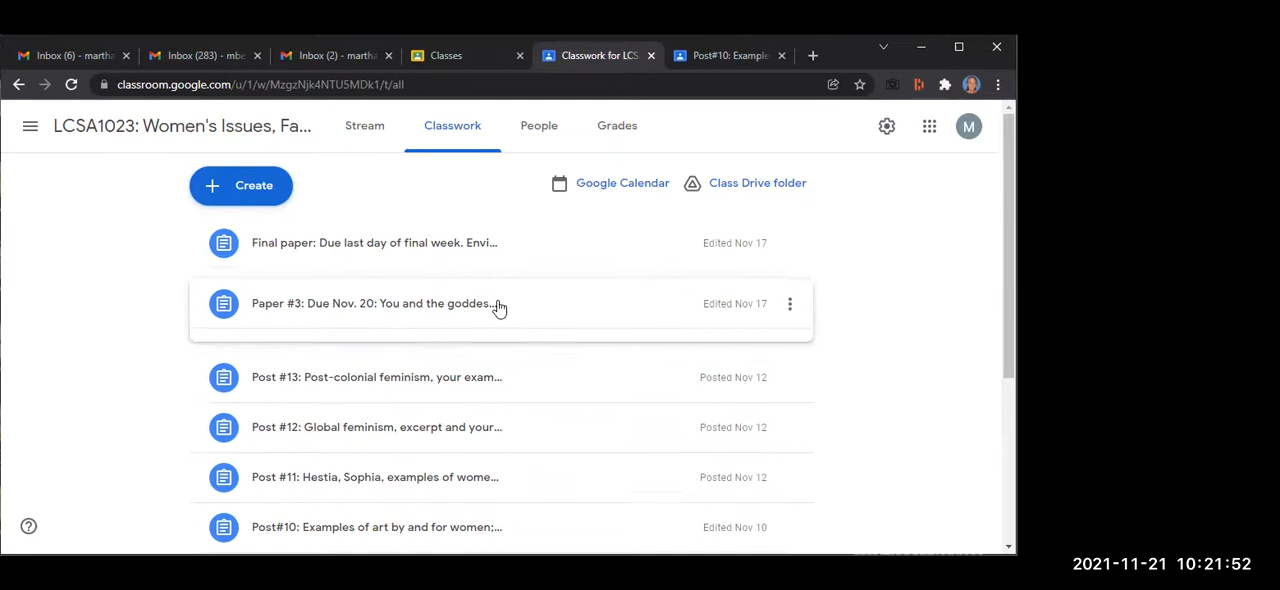 Inbox (6) - martha
Inbox (283) - mbe
Inbox (2) - martha
Classes
Classwork for LCS
Post#10: Example
classroom.google.com/u/1/w/MzgzNjk4NTU5MDk1/t/all
LCSA1023: Women's Issues, Fa...
Stream
Classwork
People
Grades
M
Create
Google Calendar
Class Drive folder
Final paper: Due last day of final week. Envi...
Edited Nov 17
Paper #3: Due Nov. 20: You and the goddes...
Edited Nov 17
Post #13: Post-colonial feminism, your exam...
Posted Nov 12
Post #12: Global feminism, excerpt and your...
Posted Nov 12
Post #11: Hestia, Sophia, examples of wome...
Posted Nov 12
Post#10: Examples of art by and for women;...
Edited Nov 10
2021-11-21 10:21:52